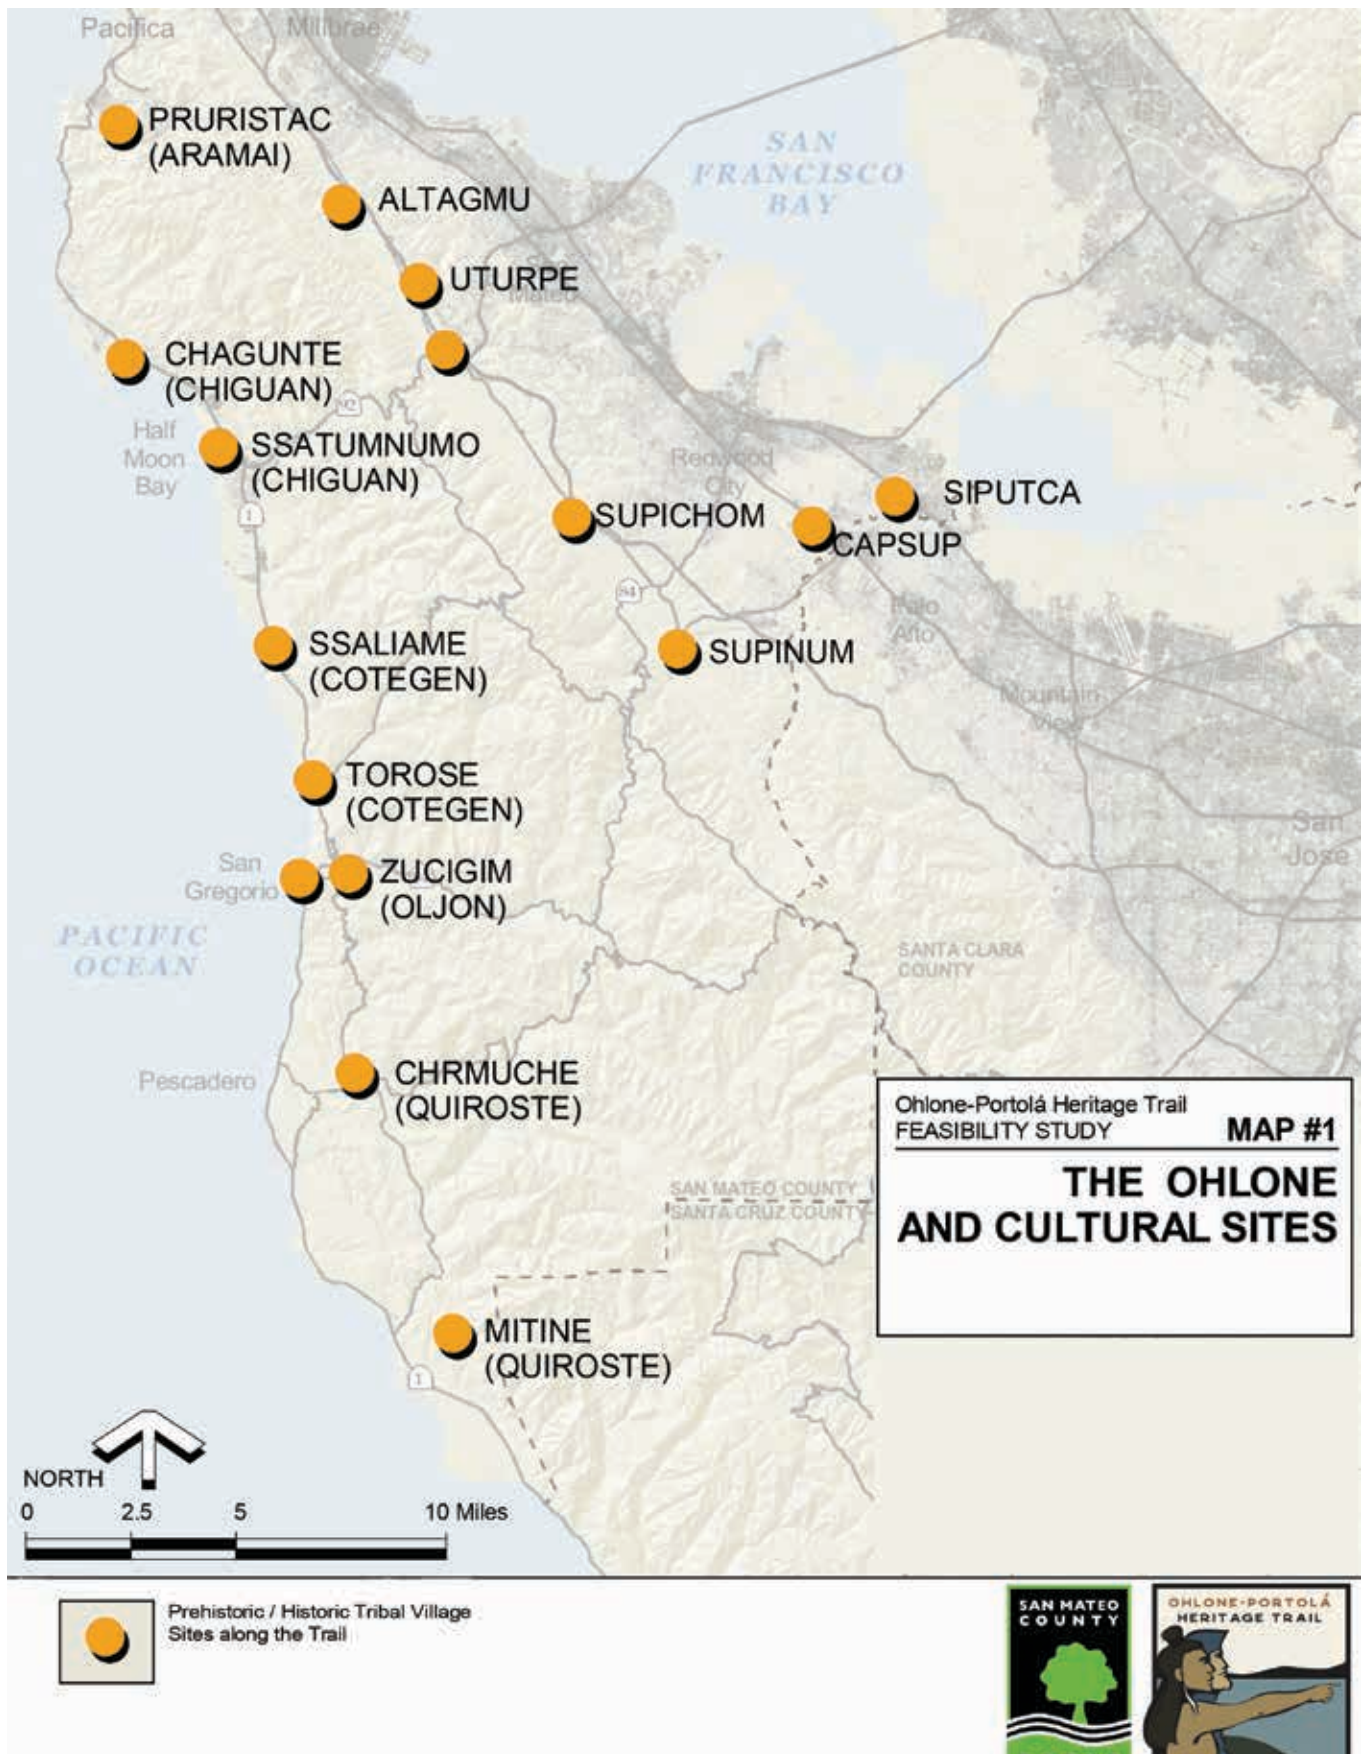 Pacifica
Millbrae
PRURISTAC
(ARAMAI)
SAN
FRANCISCO
BAY
ALTAGMU
UTURPE
Mateo
CHAGUNTE
(CHIGUAN)
92
Half
Moon
Bay
SSATUMNUMO
(CHIGUAN)
1
Redwood
City
SIPUTCA
SUPICHOM
CAPSUP
84
Palo
Alto
SSALIAME
(COTEGEN)
SUPINUM
Mountain
View
TOROSE
(COTEGEN)
San
Jose
San
Gregorio
ZUCIGIM
(OLJON)
PACIFIC
OCEAN
SANTA CLARA
COUNTY
Pescadero
CHRMUCHE
(QUIROSTE)
Ohlone-Portolá Heritage Trail
FEASIBILITY STUDY
MAP #1
THE OHLONE
AND CULTURAL SITES
SAN MATEO COUNTY
SANTA CRUZ COUNTY
MITINE
(QUIROSTE)
1
NORTH
0 2.5 5 10 Miles
Prehistoric / Historic Tribal Village
Sites along the Trail
SAN MATEO
COUNTY
OHLONE-PORTOLÁ
HERITAGE TRAIL